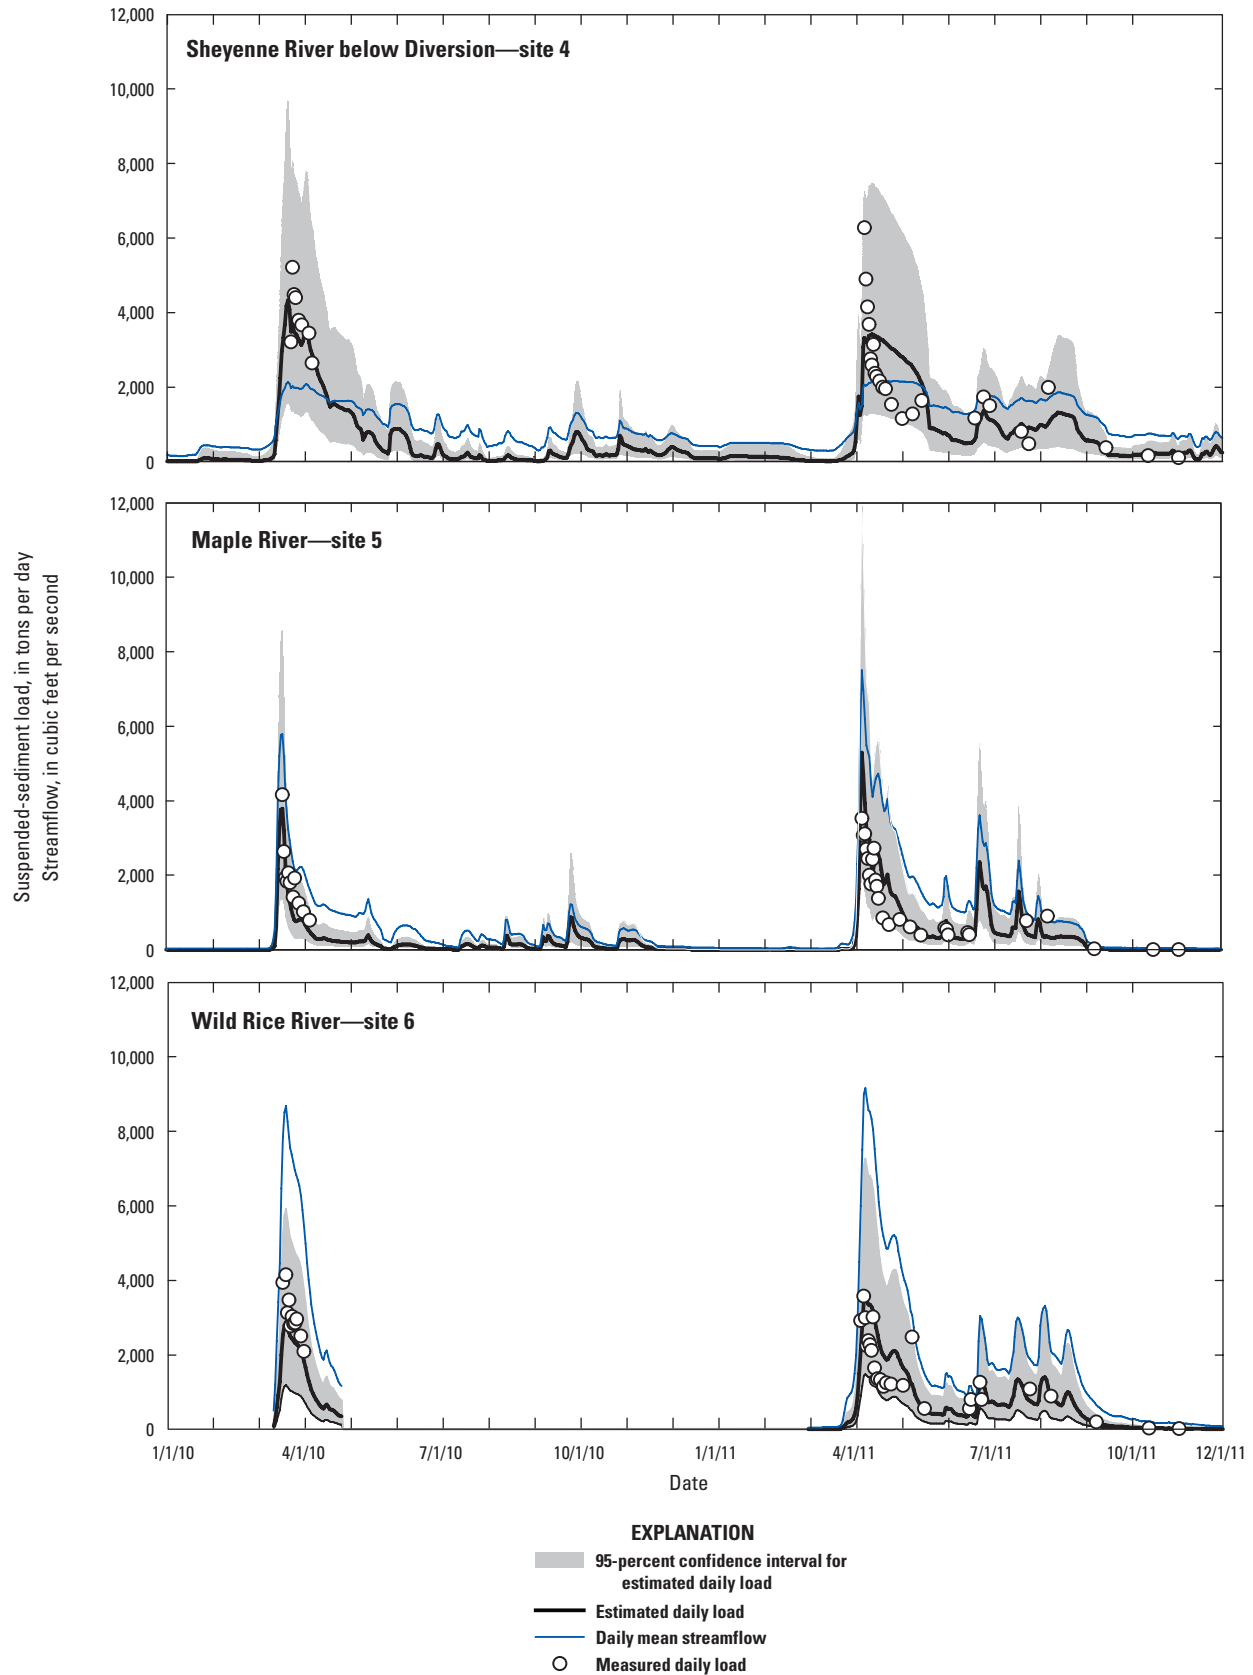 Suspended-sediment load, in tons per day
Streamflow, in cubic feet per second
12,000
10,000
8,000
6,000
4,000
2,000
0
Sheyenne River below Diversion—site 4
12,000
10,000
8,000
6,000
4,000
2,000
0
Maple River—site 5
12,000
10,000
8,000
6,000
4,000
2,000
0
Wild Rice River—site 6
1/1/10 4/1/10 7/1/10 10/1/10 1/1/11 4/1/11 7/1/11 10/1/11 12/1/11
Date
EXPLANATION
95-percent confidence interval for
estimated daily load
Estimated daily load
Daily mean streamflow
Measured daily load